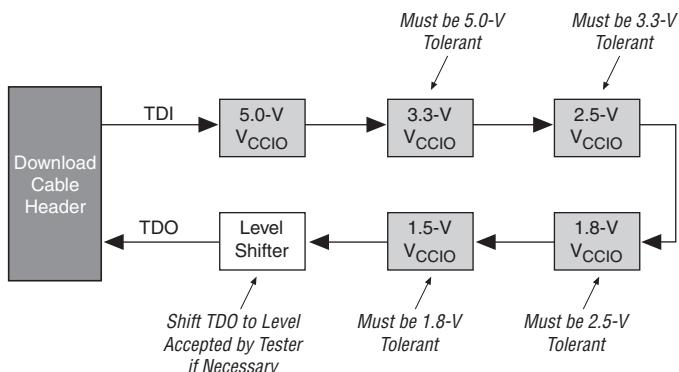 Must be 5.0-V
Tolerant
Must be 3.3-V
Tolerant
TDI
5.0-V
VCCIO
3.3-V
VCCIO
2.5-V
VCCIO
Download
Cable
Header
TDO
Level
Shifter
1.5-V
VCCIO
1.8-V
VCCIO
Shift TDO to Level
Accepted by Tester
if Necessary
Must be 1.8-V
Tolerant
Must be 2.5-V
Tolerant